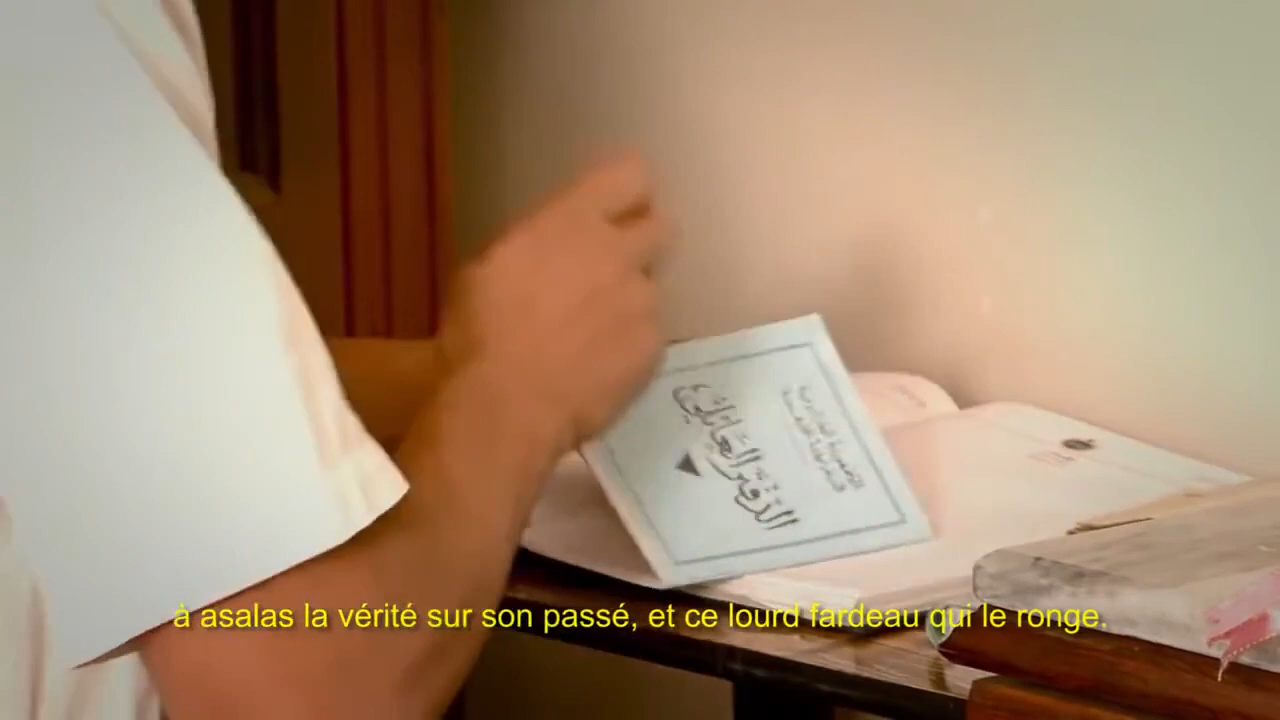 الدفتر العائلي
à asalas la vérité sur son passé, et ce lourd fardeau qui le ronge.